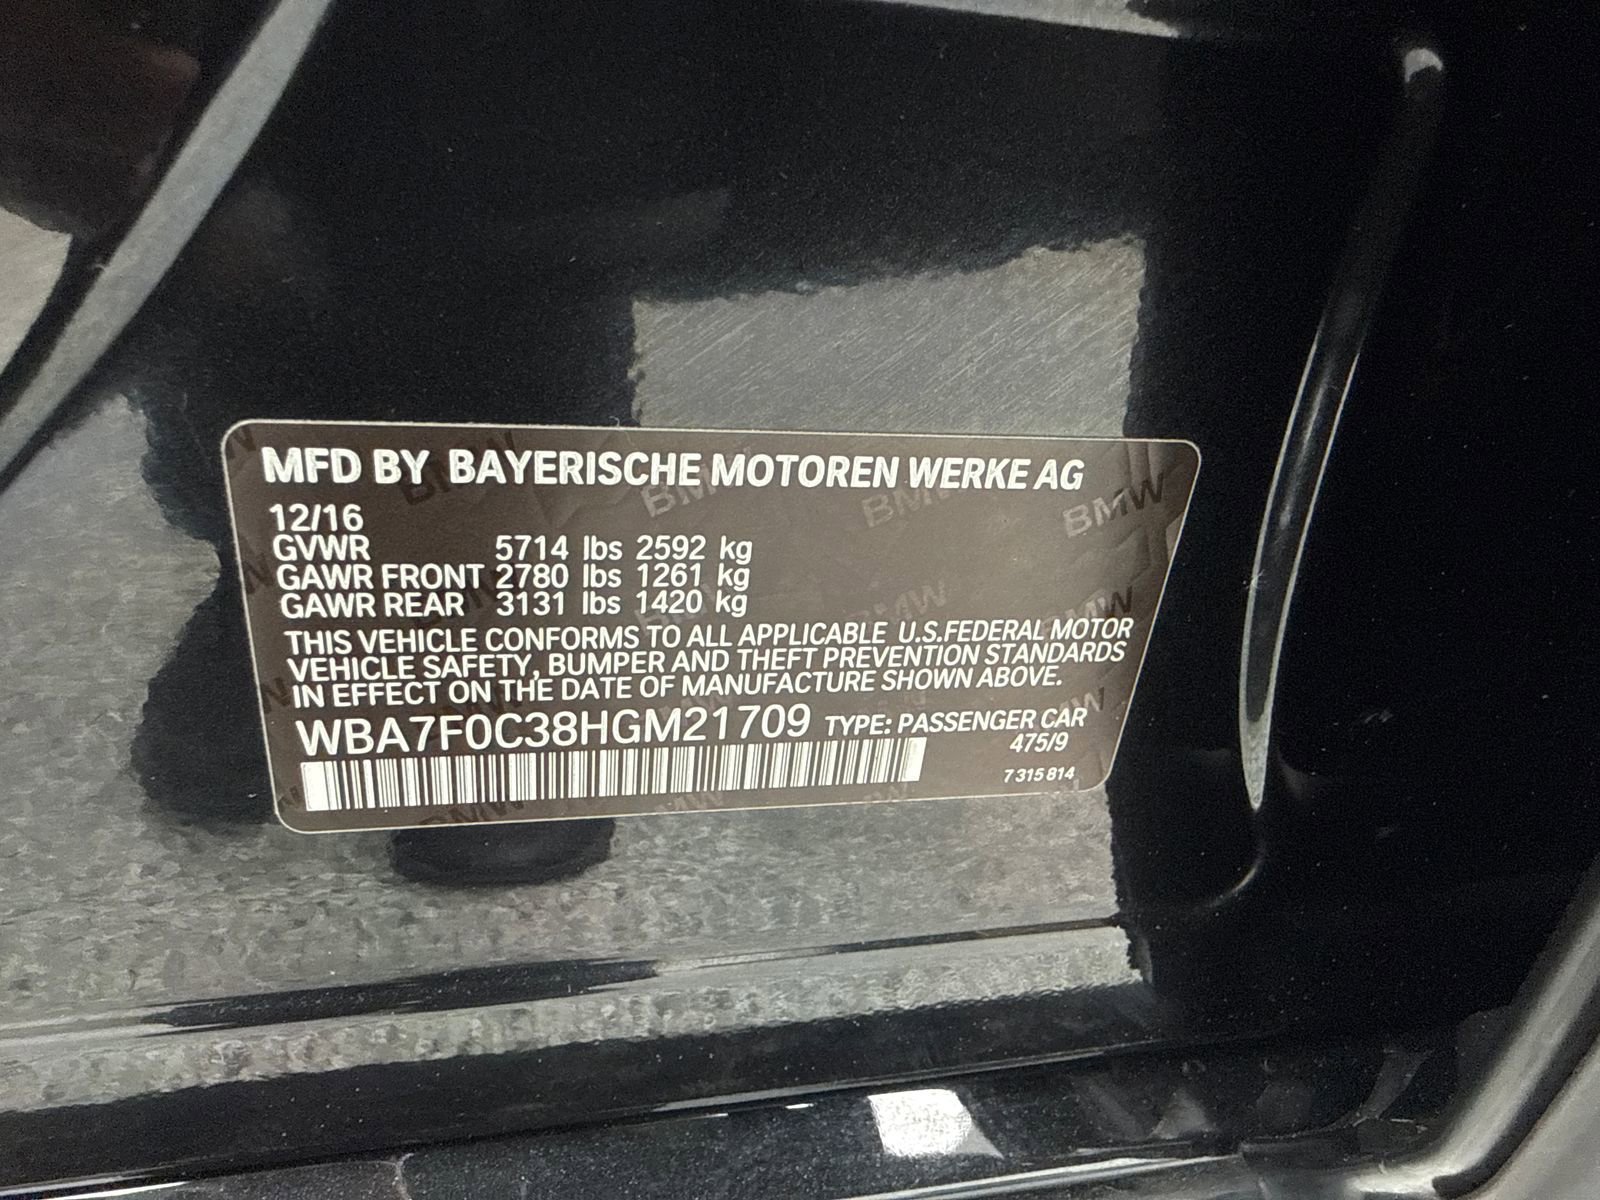 MFD BY BAYERISCHE MOTOREN WERKE AG
12/16
GVWR 5714 lbs 2592 kg
GAWR FRONT 2780 lbs 1261 kg
GAWR REAR 3131 lbs 1420 kg
THIS VEHICLE CONFORMS TO ALL APPLICABLE U.S.FEDERAL MOTOR
VEHICLE SAFETY, BUMPER AND THEFT PREVENTION STANDARDS
IN EFFECT ON THE DATE OF MANUFACTURE SHOWN ABOVE.
WBA7F0C38HGM21709 TYPE: PASSENGER CAR
475/9
7 315 814